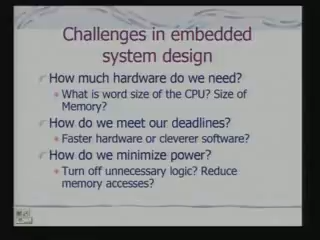 Challenges in embedded
system design
How much hardware do we need?
What is word size of the CPU? Size of
Memory?
How do we meet our deadlines?
Faster hardware or cleverer software?
How do we minimize power?
Turn off unnecessary logic? Reduce
memory accesses?